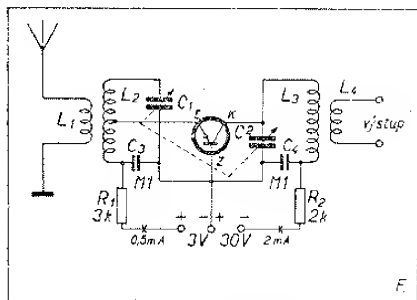 L1
L2
C1
E
K
Z
C2
L3
L4
výstup
C3
M1
C4
M1
R1
3k
R2
2k
0,5mA
+ − + −
3V 30V
2mA
F.